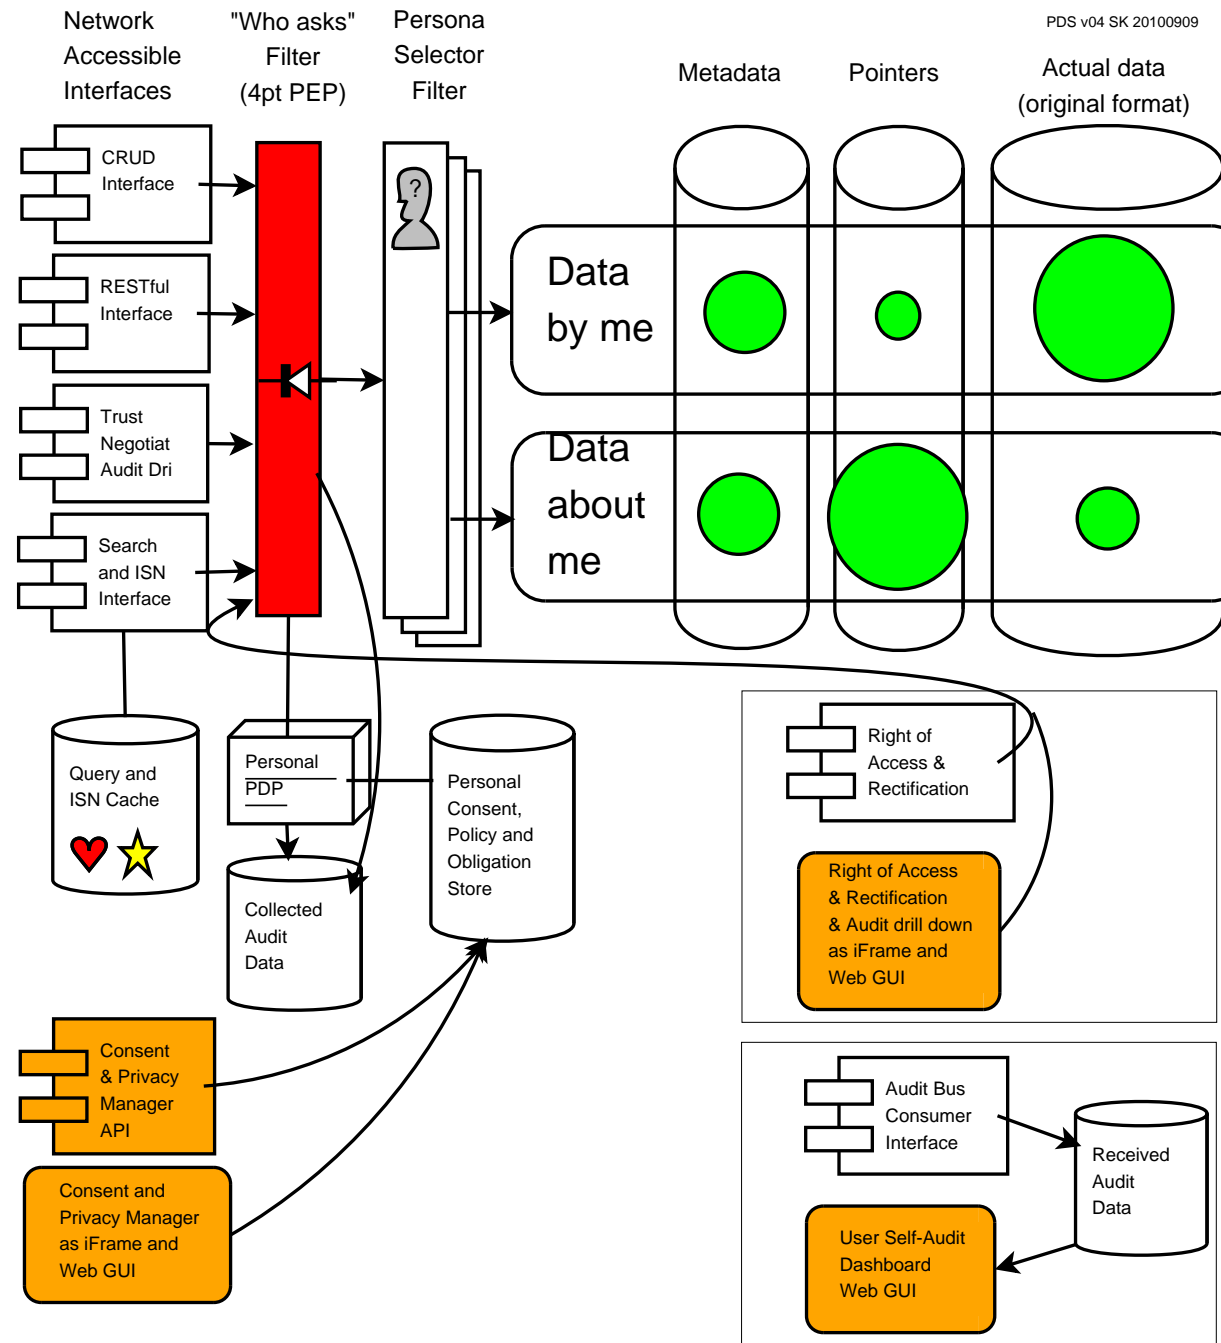 PDS v04 SK 20100909
Network
Accessible
Interfaces
"Who asks"
Filter
(4pt PEP)
Persona
Selector
Filter
Metadata
Pointers
Actual data
(original format)
CRUD
Interface
?
RESTful
Interface
Trust
Negotiat
Audit Dri
Search
and ISN
Interface
Data
by me
Data
about
me
Query and
ISN Cache
Personal
PDP
Collected
Audit
Data
Personal
Consent,
Policy and
Obligation
Store
Right of
Access &
Rectification
Right of Access
& Rectification
& Audit drill down
as iFrame and
Web GUI
Consent
& Privacy
Manager
API
Consent and
Privacy Manager
as iFrame and
Web GUI
Audit Bus
Consumer
Interface
Received
Audit
Data
User Self-Audit
Dashboard
Web GUI